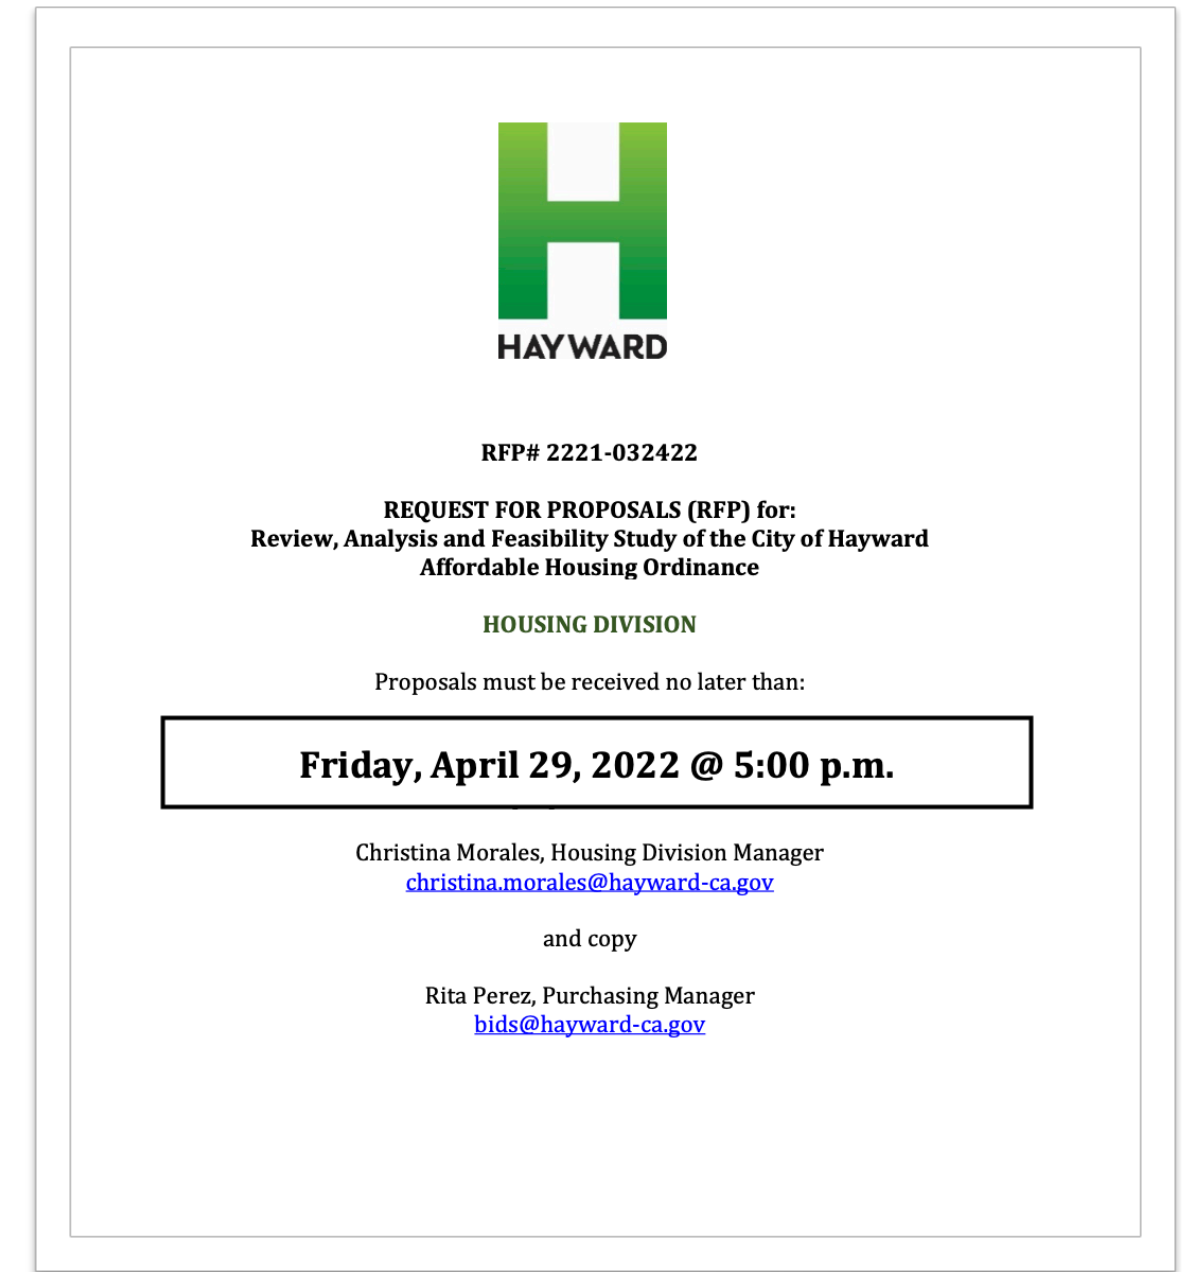 HAYWARD
RFP# 2221-032422
REQUEST FOR PROPOSALS (RFP) for:
Review, Analysis and Feasibility Study of the City of Hayward
Affordable Housing Ordinance
HOUSING DIVISION
Proposals must be received no later than:
Friday, April 29, 2022 @ 5:00 p.m.
Christina Morales, Housing Division Manager
christina.morales@hayward-ca.gov
and copy
Rita Perez, Purchasing Manager
bids@hayward-ca.gov